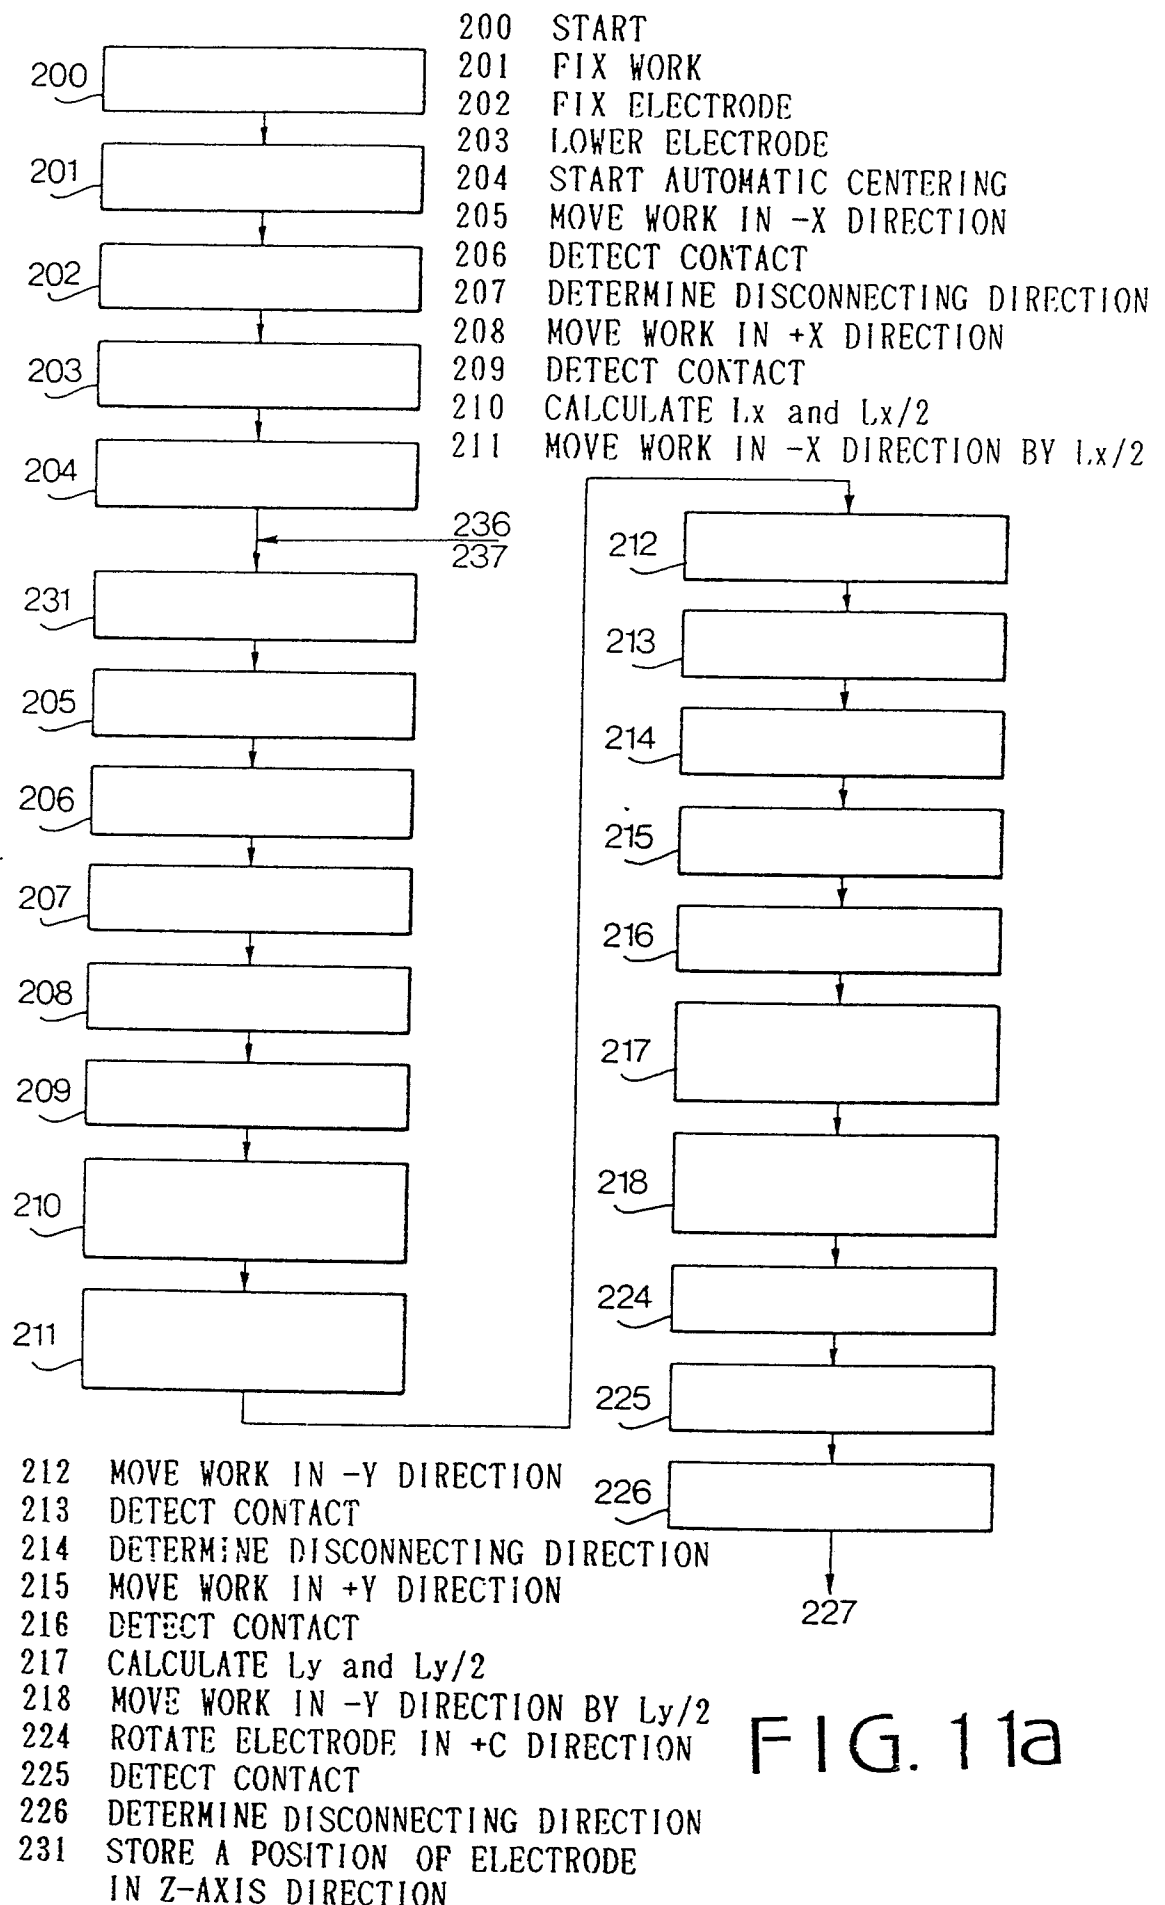 200 START
201 FIX WORK
202 FIX ELECTRODE
203 LOWER ELECTRODE
204 START AUTOMATIC CENTERING
205 MOVE WORK IN -X DIRECTION
206 DETECT CONTACT
207 DETERMINE DISCONNECTING DIRECTION
208 MOVE WORK IN +X DIRECTION
209 DETECT CONTACT
210 CALCULATE Lx and Lx/2
211 MOVE WORK IN -X DIRECTION BY Lx/2
200
201
202
203
204
236
237
231
205
206
207
208
209
210
211
212
213
214
215
216
217
218
224
225
226
227
212 MOVE WORK IN -Y DIRECTION
213 DETECT CONTACT
214 DETERMINE DISCONNECTING DIRECTION
215 MOVE WORK IN +Y DIRECTION
216 DETECT CONTACT
217 CALCULATE Ly and Ly/2
218 MOVE WORK IN -Y DIRECTION BY Ly/2
224 ROTATE ELECTRODE IN +C DIRECTION
225 DETECT CONTACT
226 DETERMINE DISCONNECTING DIRECTION
231 STORE A POSITION OF ELECTRODE
IN Z-AXIS DIRECTION
FIG. 11a